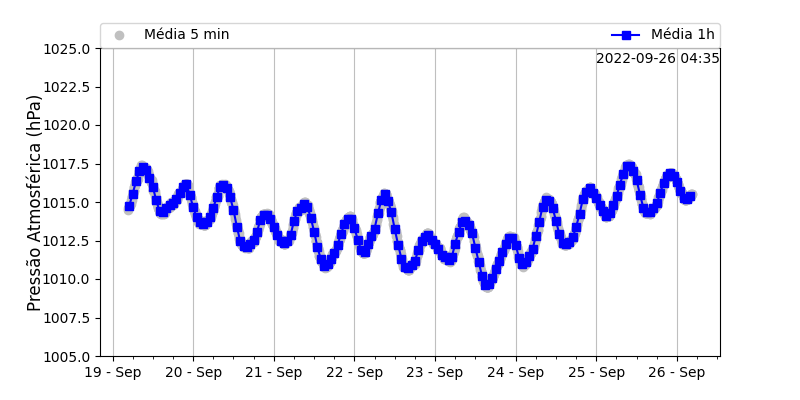 Média 5 min
Média 1h
2022-09-26 04:35
Pressão Atmosférica (hPa)
1025.0
1022.5
1020.0
1017.5
1015.0
1012.5
1010.0
1007.5
1005.0
19 - Sep
20 - Sep
21 - Sep
22 - Sep
23 - Sep
24 - Sep
25 - Sep
26 - Sep